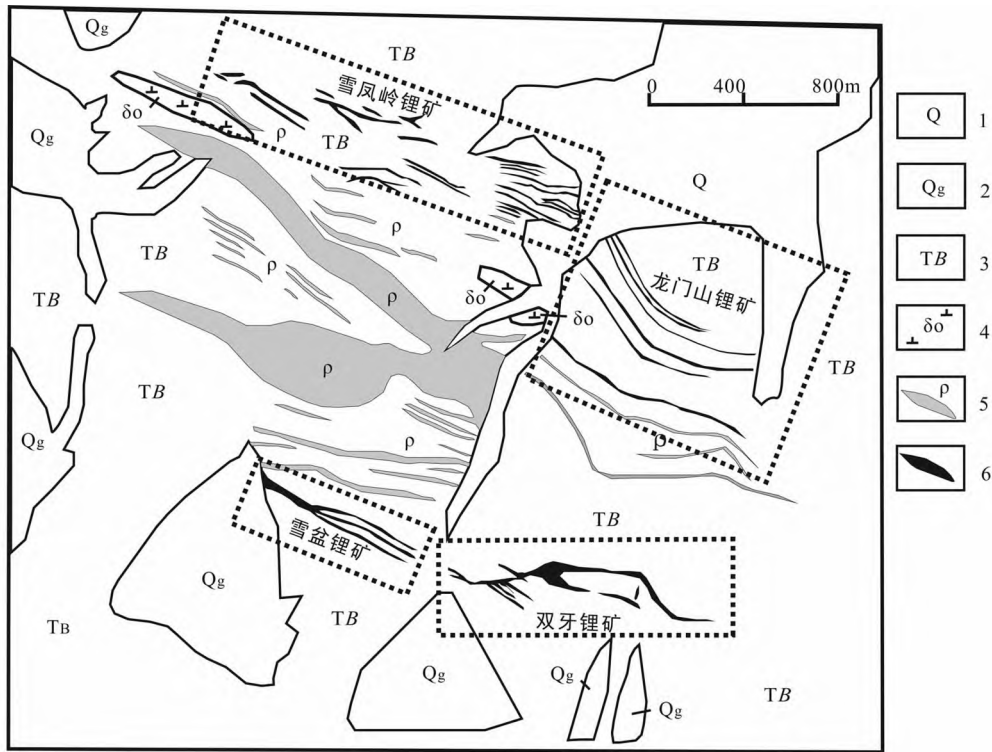 Qg
TB
0 400 800m
雪凤岭锂矿
δo
ρ
TB
Qg
Q
ρ
TB
ρ
TB
龙门山锂矿
δo
ρ
TB
δo
TB
ρ
TB
ρ
ρ
Qg
TB
雪盆锂矿
Qg
双牙锂矿
TB
TB
Qg
Qg
TB
Qg
Q 1
Qg 2
TB 3
δo 4
ρ 5
6